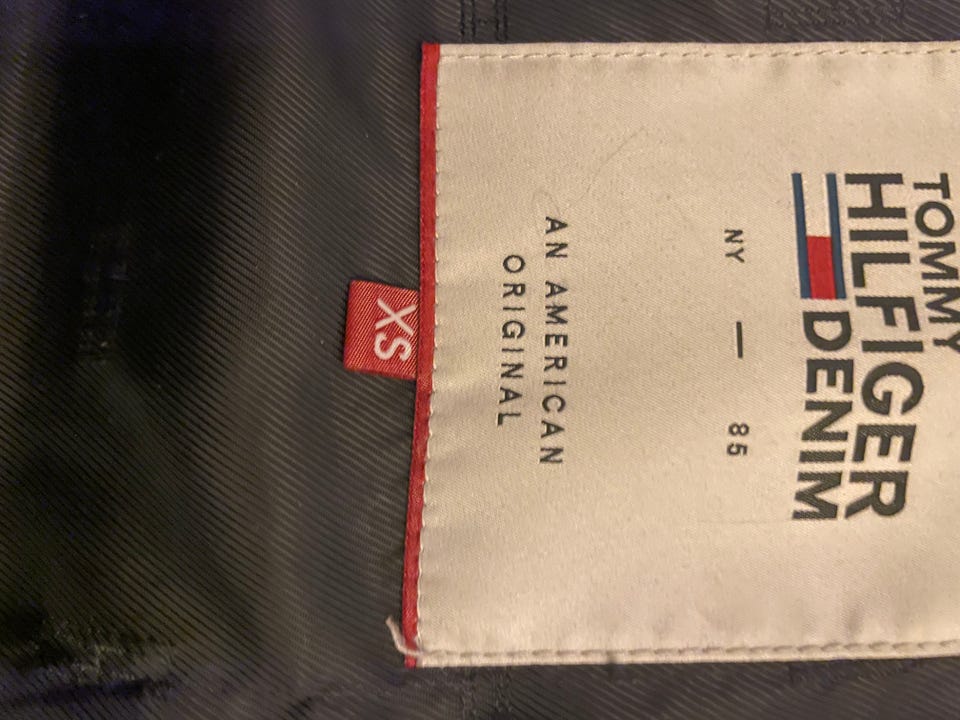 TOMMY
HILFIGER
DENIM
NY — 85
AN AMERICAN
ORIGINAL
XS